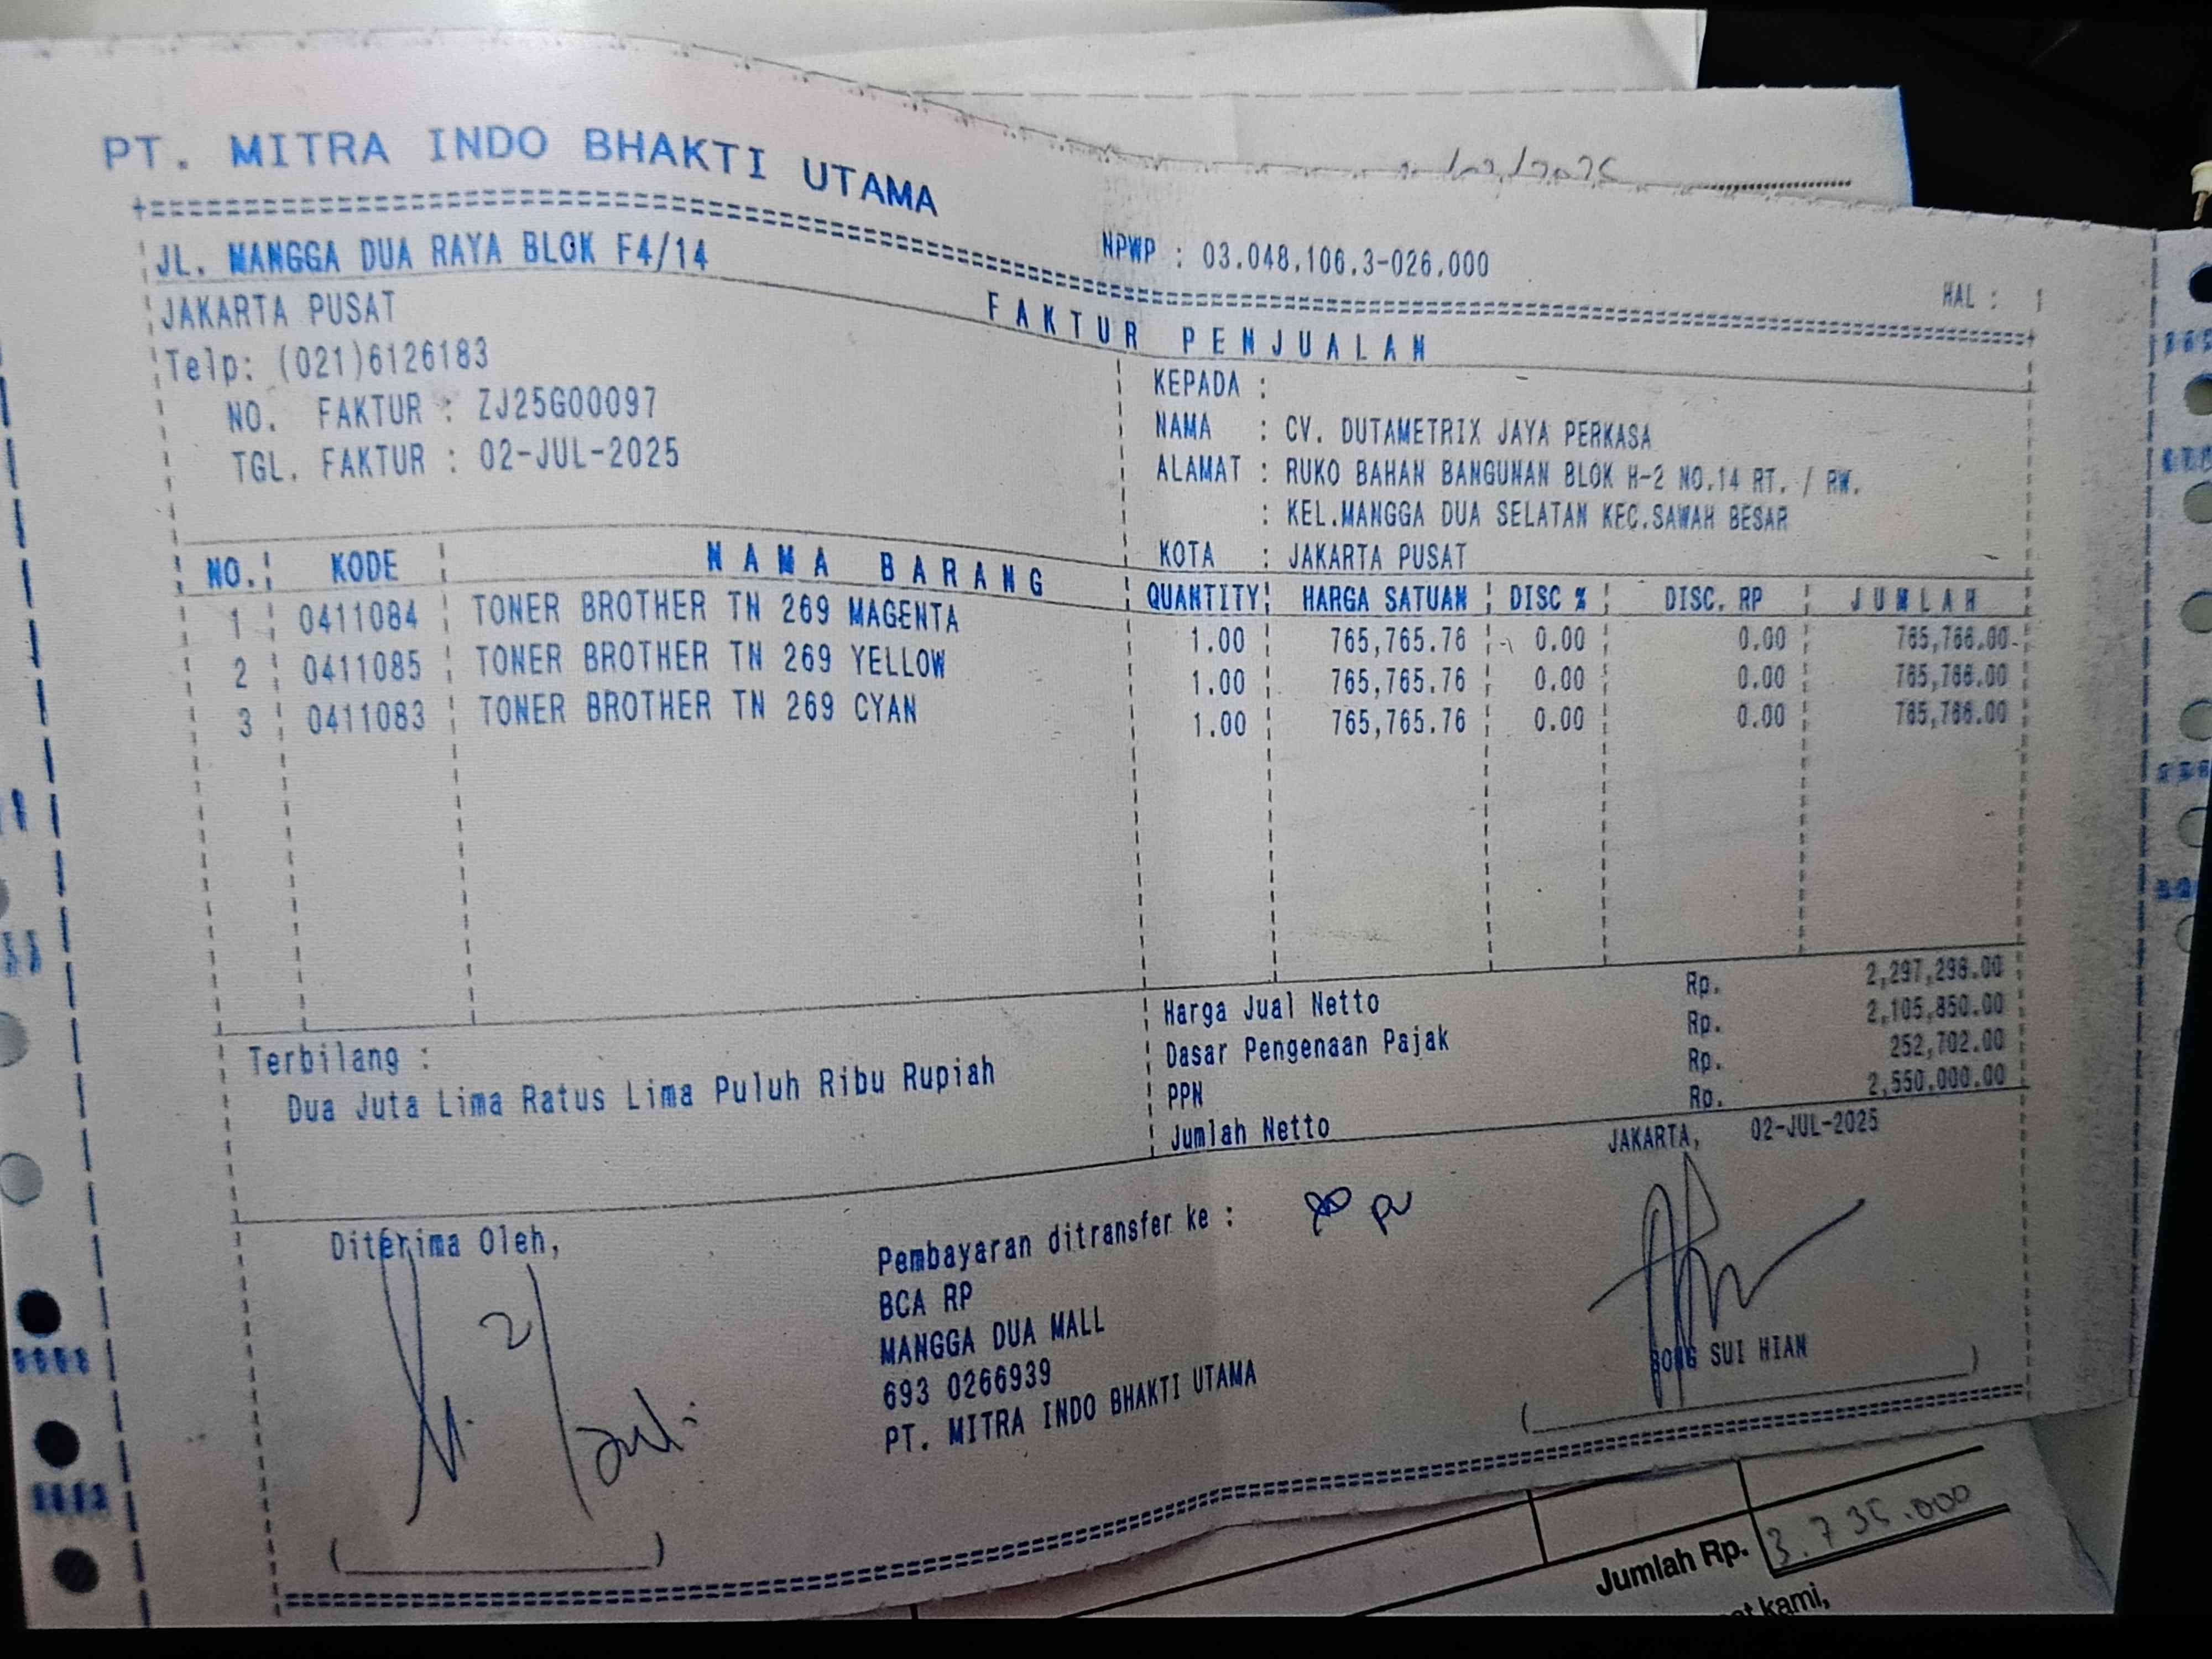 PT. MITRA INDO BHAKTI UTAMA
JL. MANGGA DUA RAYA BLOK F4/14
NPWP : 03.048.106.3-026.000
HAL : 1
JAKARTA PUSAT
FAKTUR PENJUALAN
Telp: (021)6126183
NO. FAKTUR : ZJ25G00097
TGL. FAKTUR : 02-JUL-2025
KEPADA :
NAMA : CV. DUTAMETRIX JAYA PERKASA
ALAMAT : RUKO BAHAN BANGUNAN BLOK H-2 NO.14 RT. / RW.
: KEL.MANGGA DUA SELATAN KEC.SAWAH BESAR
KOTA : JAKARTA PUSAT
NO. KODE NAMA BARANG QUANTITY HARGA SATUAN DISC % DISC. RP JUMLAH
1 0411084 TONER BROTHER TN 269 MAGENTA 1.00 765,765.76 0.00 0.00 765,766.00
2 0411085 TONER BROTHER TN 269 YELLOW 1.00 765,765.76 0.00 0.00 765,766.00
3 0411083 TONER BROTHER TN 269 CYAN 1.00 765,765.76 0.00 0.00 765,766.00
Harga Jual Netto Rp. 2,297,298.00
Dasar Pengenaan Pajak Rp. 2,105,850.00
PPN Rp. 252,702.00
Jumlah Netto Rp. 2,550,000.00
Terbilang :
Dua Juta Lima Ratus Lima Puluh Ribu Rupiah
JAKARTA, 02-JUL-2025
Diterima Oleh,
Pembayaran ditransfer ke :
BCA RP
MANGGA DUA MALL
693 0266939
PT. MITRA INDO BHAKTI UTAMA
SUI HIAN
Jumlah Rp. 3.735.000
kami,